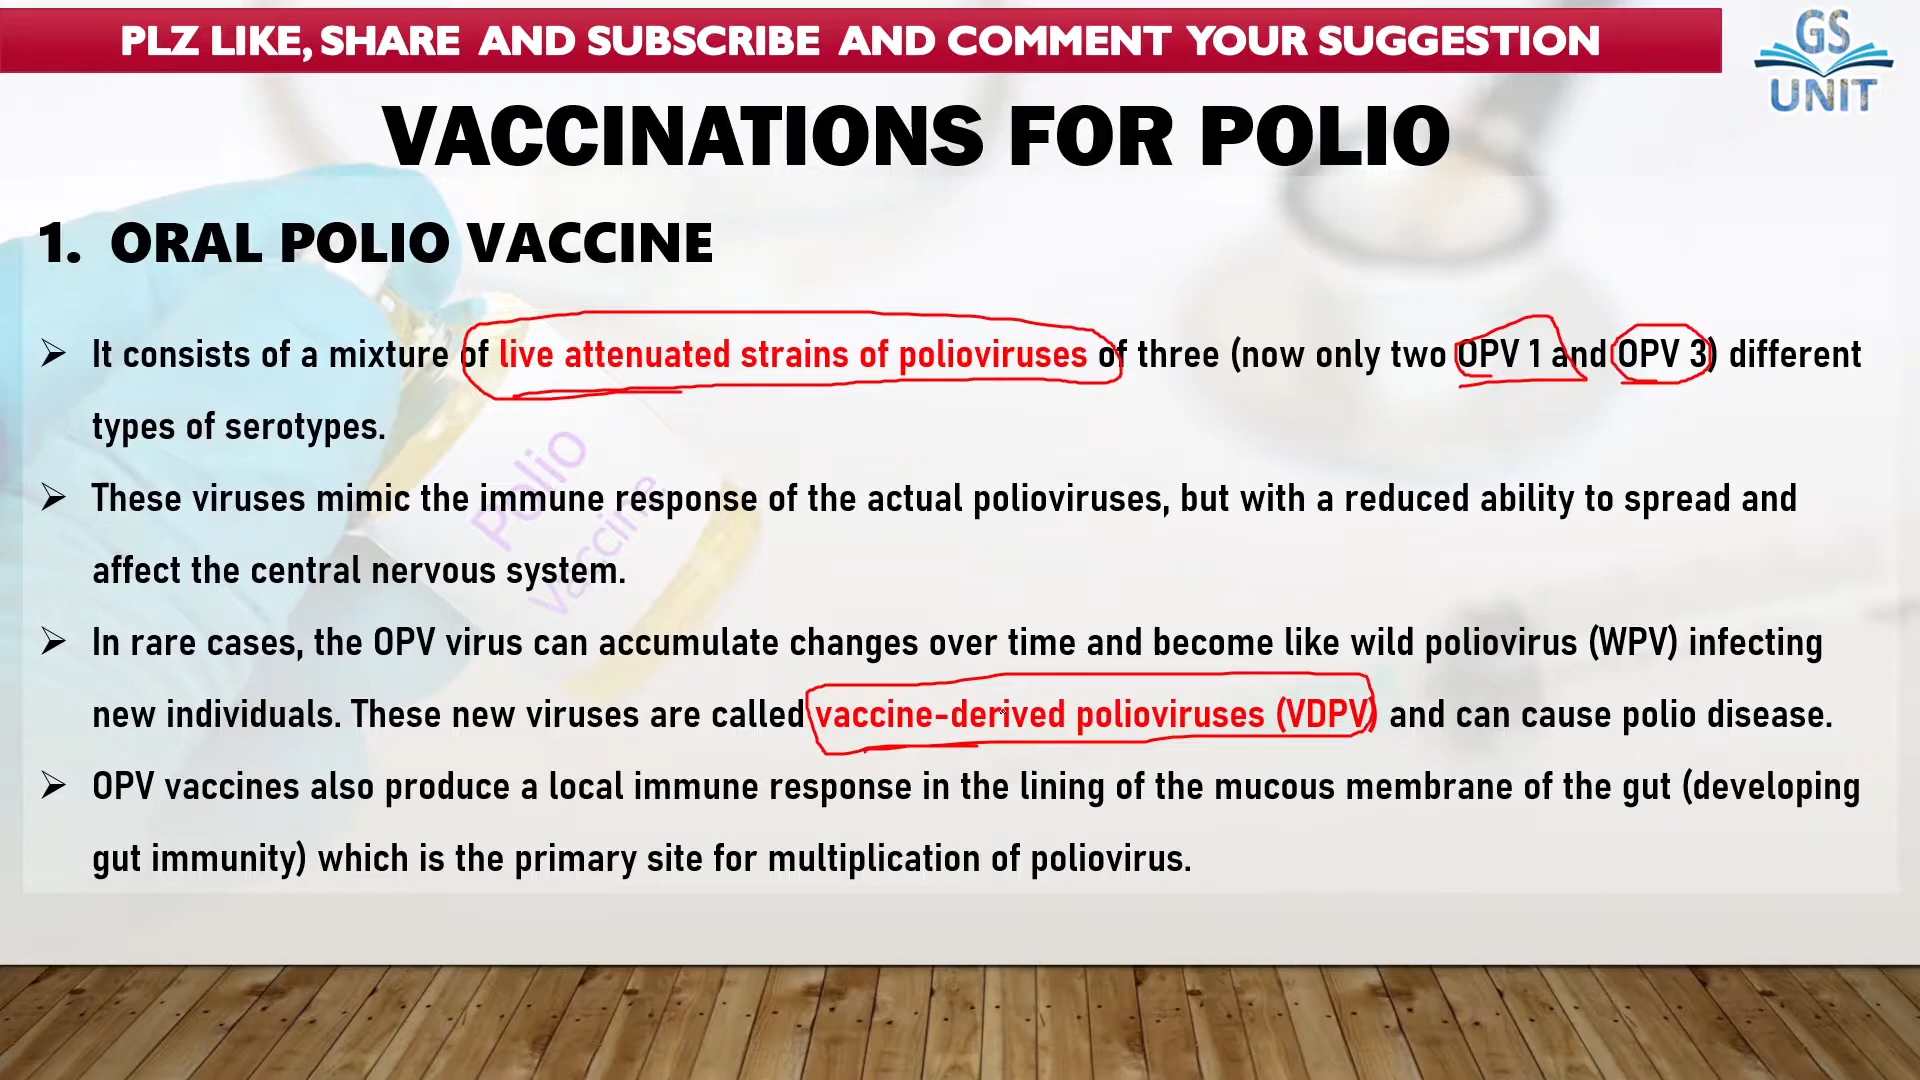 PLZ LIKE, SHARE AND SUBSCRIBE AND COMMENT YOUR SUGGESTION
GS
UNIT
VACCINATIONS FOR POLIO
1. ORAL POLIO VACCINE
➢ It consists of a mixture of live attenuated strains of polioviruses of three (now only two OPV 1 and OPV 3) different
types of serotypes.
➢ These viruses mimic the immune response of the actual polioviruses, but with a reduced ability to spread and
affect the central nervous system.
➢ In rare cases, the OPV virus can accumulate changes over time and become like wild poliovirus (WPV) infecting
new individuals. These new viruses are called vaccine-derived polioviruses (VDPV) and can cause polio disease.
➢ OPV vaccines also produce a local immune response in the lining of the mucous membrane of the gut (developing
gut immunity) which is the primary site for multiplication of poliovirus.
Polio
Vaccine